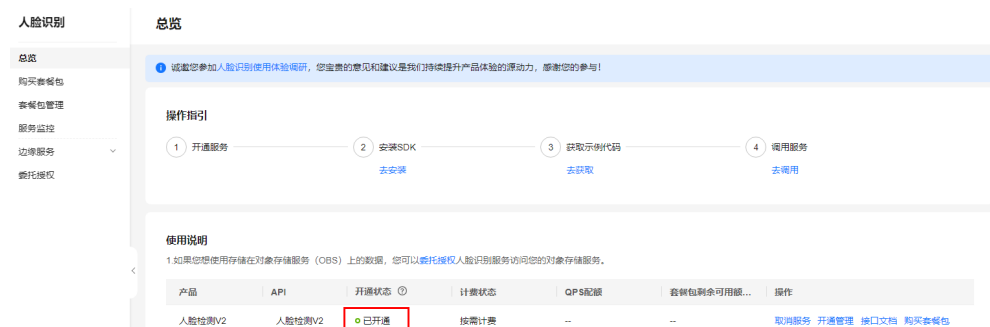 人脸识别
总览
购买套餐包
套餐包管理
服务监控
边缘服务
委托授权
总览
诚邀您参加人脸识别使用体验调研，您宝贵的意见和建议是我们持续提升产品体验的源动力，感谢您的参与！
操作指引
1 开通服务
2 安装SDK
去安装
3 获取示例代码
去获取
4 调用服务
去调用
使用说明
1.如果您想使用存储在对象存储服务（OBS）上的数据，您可以委托授权人脸识别服务访问您的对象存储服务。
产品 API 开通状态 计费状态 QPS配额 套餐包剩余可用额... 操作
人脸检测V2 人脸检测V2 已开通 按需计费 -- -- 取消服务 开通管理 接口文档 购买套餐包